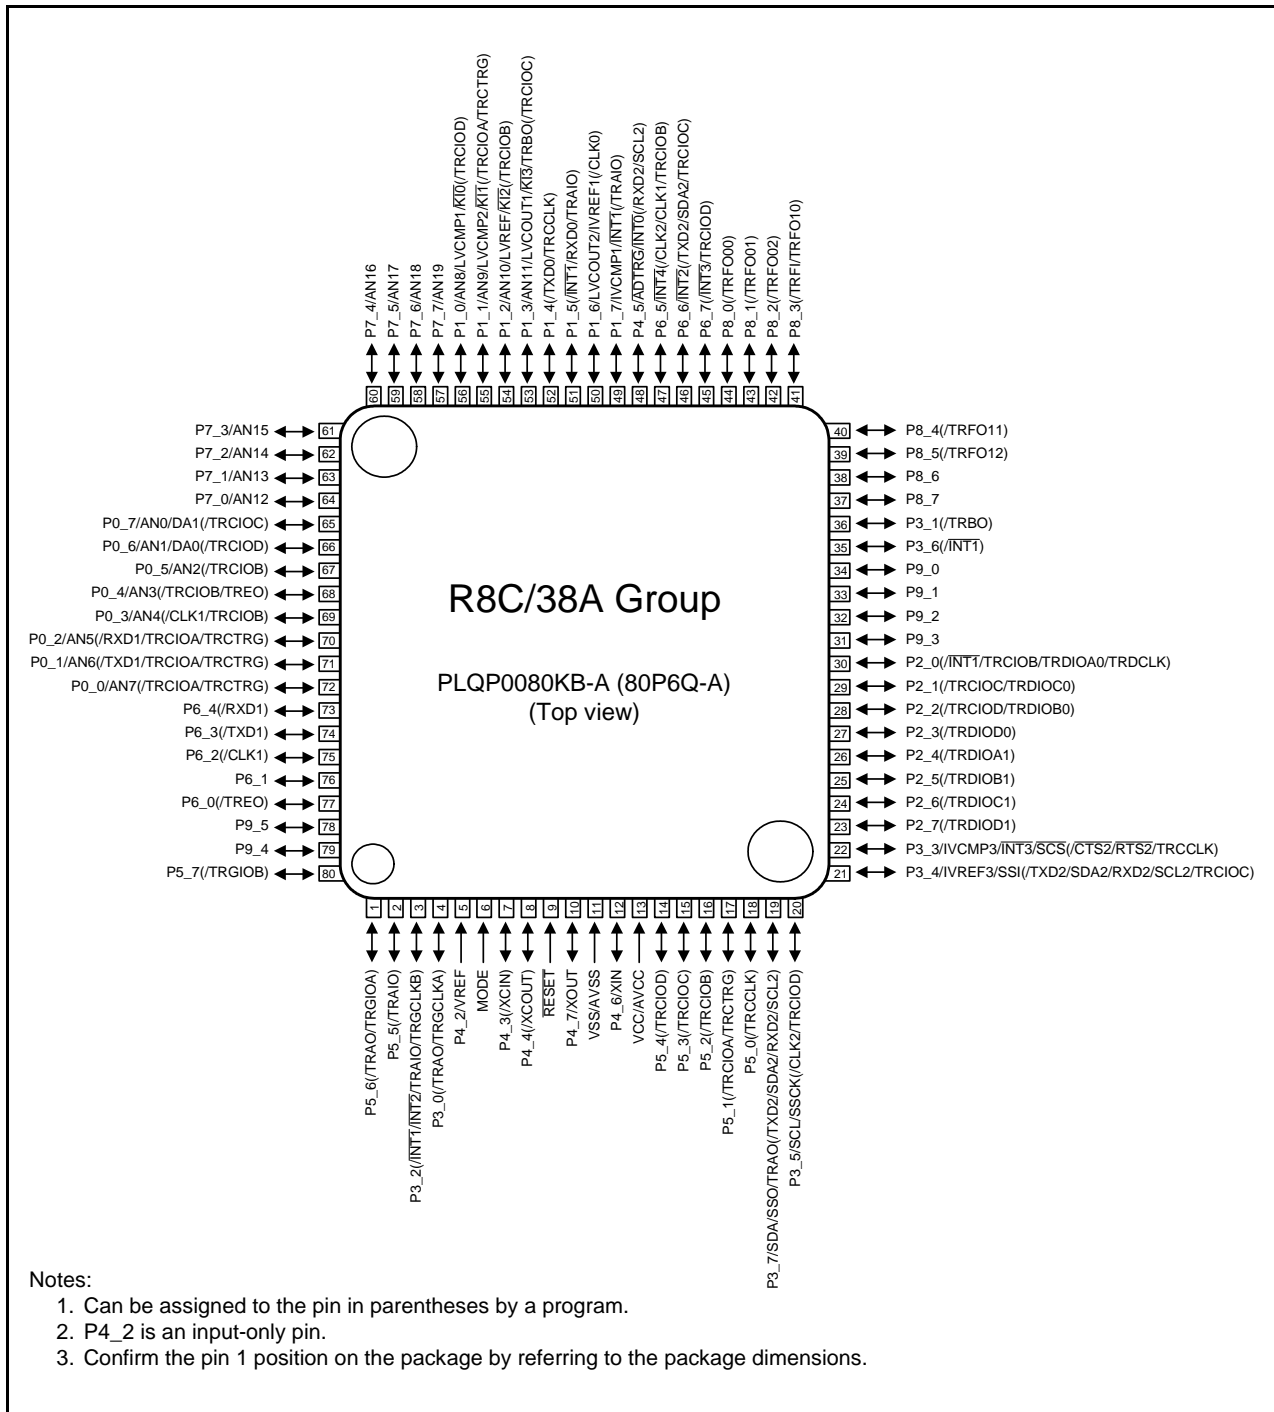 P7_4/AN16
P7_5/AN17
P7_6/AN18
P7_7/AN19
P1_0/AN8/LVCMP1/KI0(/TRCIOD)
P1_1/AN9/LVCMP2/KI1(/TRCIOA/TRCTRG)
P1_2/AN10/LVREF/KI2(/TRCIOB)
P1_3/AN11/LVCOUT1/KI3/TRBO(/TRCIOC)
P1_4(/TXD0/TRCCLK)
P1_5(/INT1/RXD0/TRAIO)
P1_6/LVCOUT2/IVREF1(/CLK0)
P1_7/IVCMP1/INT1(/TRAIO)
P4_5/ADTRG/INT0(/RXD2/SCL2)
P6_5/INT4(/CLK2/CLK1/TRCIOB)
P6_6/INT2(/TXD2/SDA2/TRCIOC)
P6_7(/INT3/TRCIOD)
P8_0(/TRFO00)
P8_1(/TRFO01)
P8_2(/TRFO02)
P8_3(/TRFI/TRFO10)
60 59 58 57 56 55 54 53 52 51 50 49 48 47 46 45 44 43 42 41
P7_3/AN15 61
P7_2/AN14 62
P7_1/AN13 63
P7_0/AN12 64
P0_7/AN0/DA1(/TRCIOC) 65
P0_6/AN1/DA0(/TRCIOD) 66
P0_5/AN2(/TRCIOB) 67
P0_4/AN3(/TRCIOB/TREO) 68
P0_3/AN4(/CLK1/TRCIOB) 69
P0_2/AN5(/RXD1/TRCIOA/TRCTRG) 70
P0_1/AN6(/TXD1/TRCIOA/TRCTRG) 71
P0_0/AN7(/TRCIOA/TRCTRG) 72
P6_4(/RXD1) 73
P6_3(/TXD1) 74
P6_2(/CLK1) 75
P6_1 76
P6_0(/TREO) 77
P9_5 78
P9_4 79
P5_7(/TRGIOB) 80
R8C/38A Group
PLQP0080KB-A (80P6Q-A)
(Top view)
40 P8_4(/TRFO11)
39 P8_5(/TRFO12)
38 P8_6
37 P8_7
36 P3_1(/TRBO)
35 P3_6(/INT1)
34 P9_0
33 P9_1
32 P9_2
31 P9_3
30 P2_0(/INT1/TRCIOB/TRDIOA0/TRDCLK)
29 P2_1(/TRCIOC/TRDIOC0)
28 P2_2(/TRCIOD/TRDIOB0)
27 P2_3(/TRDIOD0)
26 P2_4(/TRDIOA1)
25 P2_5(/TRDIOB1)
24 P2_6(/TRDIOC1)
23 P2_7(/TRDIOD1)
22 P3_3/IVCMP3/INT3/SCS(/CTS2/RTS2/TRCCLK)
21 P3_4/IVREF3/SSI(/TXD2/SDA2/RXD2/SCL2/TRCIOC)
1 2 3 4 5 6 7 8 9 10 11 12 13 14 15 16 17 18 19 20
P5_6(/TRAO/TRGIOA)
P5_5(/TRAIO)
P3_2(/INT1/INT2/TRAIO/TRGCLKB)
P3_0(/TRAO/TRGCLKA)
P4_2/VREF
MODE
P4_3(/XCIN)
P4_4(/XCOUT)
RESET
P4_7/XOUT
VSS/AVSS
P4_6/XIN
VCC/AVCC
P5_4(/TRCIOD)
P5_3(/TRCIOC)
P5_2(/TRCIOB)
P5_1(/TRCIOA/TRCTRG)
P5_0(/TRCCLK)
P3_7/SDA/SSO/TRAO(/TXD2/SDA2/RXD2/SCL2)
P3_5/SCL/SSCK(/CLK2/TRCIOD)
Notes:
1. Can be assigned to the pin in parentheses by a program.
2. P4_2 is an input-only pin.
3. Confirm the pin 1 position on the package by referring to the package dimensions.